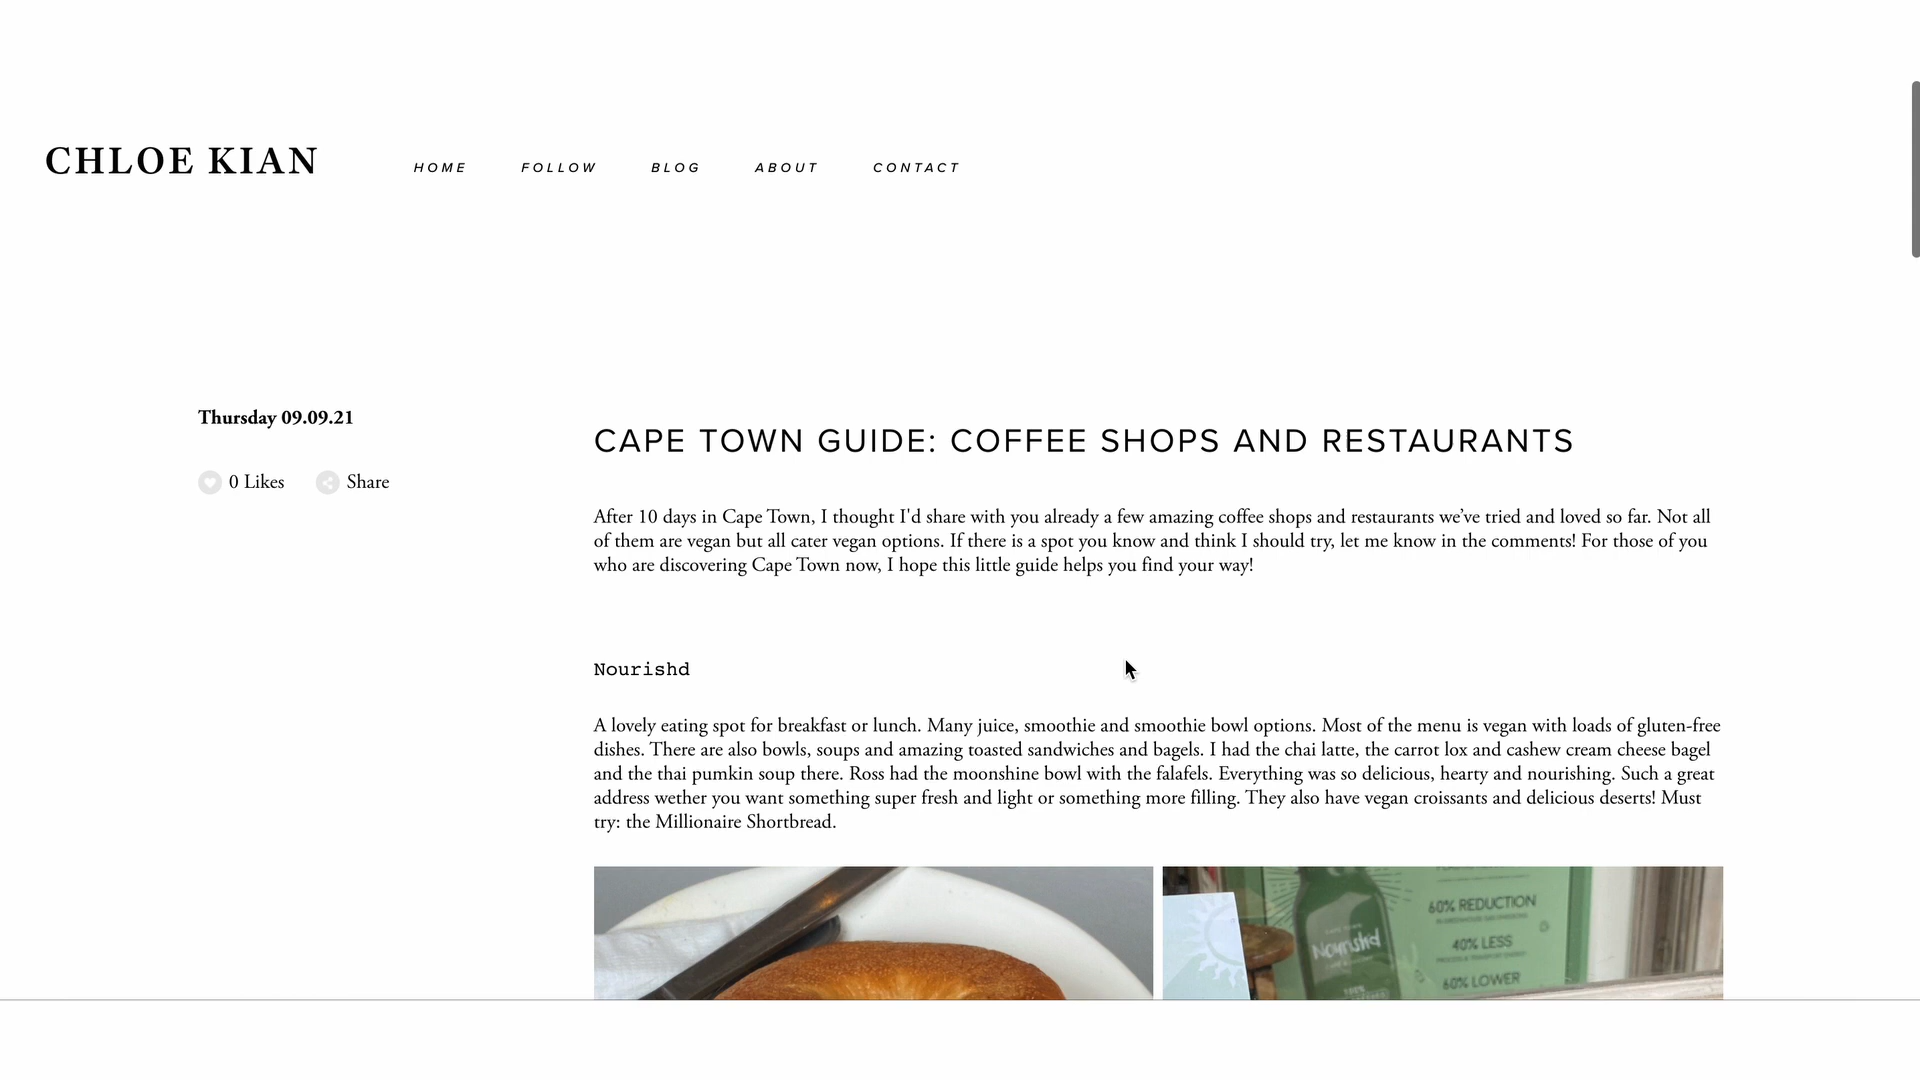 CHLOE KIAN
HOME FOLLOW BLOG ABOUT CONTACT
Thursday 09.09.21
0 Likes Share
CAPE TOWN GUIDE: COFFEE SHOPS AND RESTAURANTS
After 10 days in Cape Town, I thought I'd share with you already a few amazing coffee shops and restaurants we’ve tried and loved so far. Not all
of them are vegan but all cater vegan options. If there is a spot you know and think I should try, let me know in the comments! For those of you
who are discovering Cape Town now, I hope this little guide helps you find your way!
Nourishd
A lovely eating spot for breakfast or lunch. Many juice, smoothie and smoothie bowl options. Most of the menu is vegan with loads of gluten-free
dishes. There are also bowls, soups and amazing toasted sandwiches and bagels. I had the chai latte, the carrot lox and cashew cream cheese bagel
and the thai pumkin soup there. Ross had the moonshine bowl with the falafels. Everything was so delicious, hearty and nourishing. Such a great
address wether you want something super fresh and light or something more filling. They also have vegan croissants and delicious deserts! Must
try: the Millionaire Shortbread.
60% REDUCTION
40% LESS
Nourish'd
60% LOWER